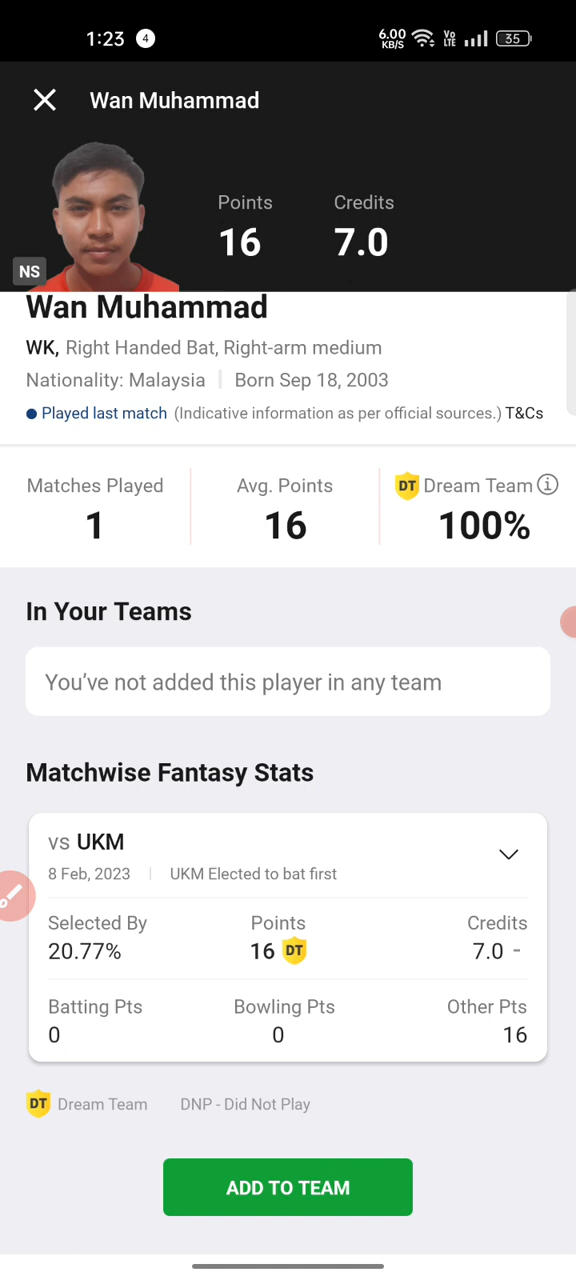 1:23 4 6.00 KB/S Vo LTE 35
Wan Muhammad
Points Credits
16 7.0
NS
Wan Muhammad
WK, Right Handed Bat, Right-arm medium
Nationality: Malaysia | Born Sep 18, 2003
Played last match (Indicative information as per official sources.) T&Cs
Matches Played Avg. Points DT Dream Team i
1 16 100%
In Your Teams
You’ve not added this player in any team
Matchwise Fantasy Stats
vs UKM
8 Feb, 2023 | UKM Elected to bat first
Selected By Points Credits
20.77% 16 DT 7.0 -
Batting Pts Bowling Pts Other Pts
0 0 16
DT Dream Team DNP - Did Not Play
ADD TO TEAM